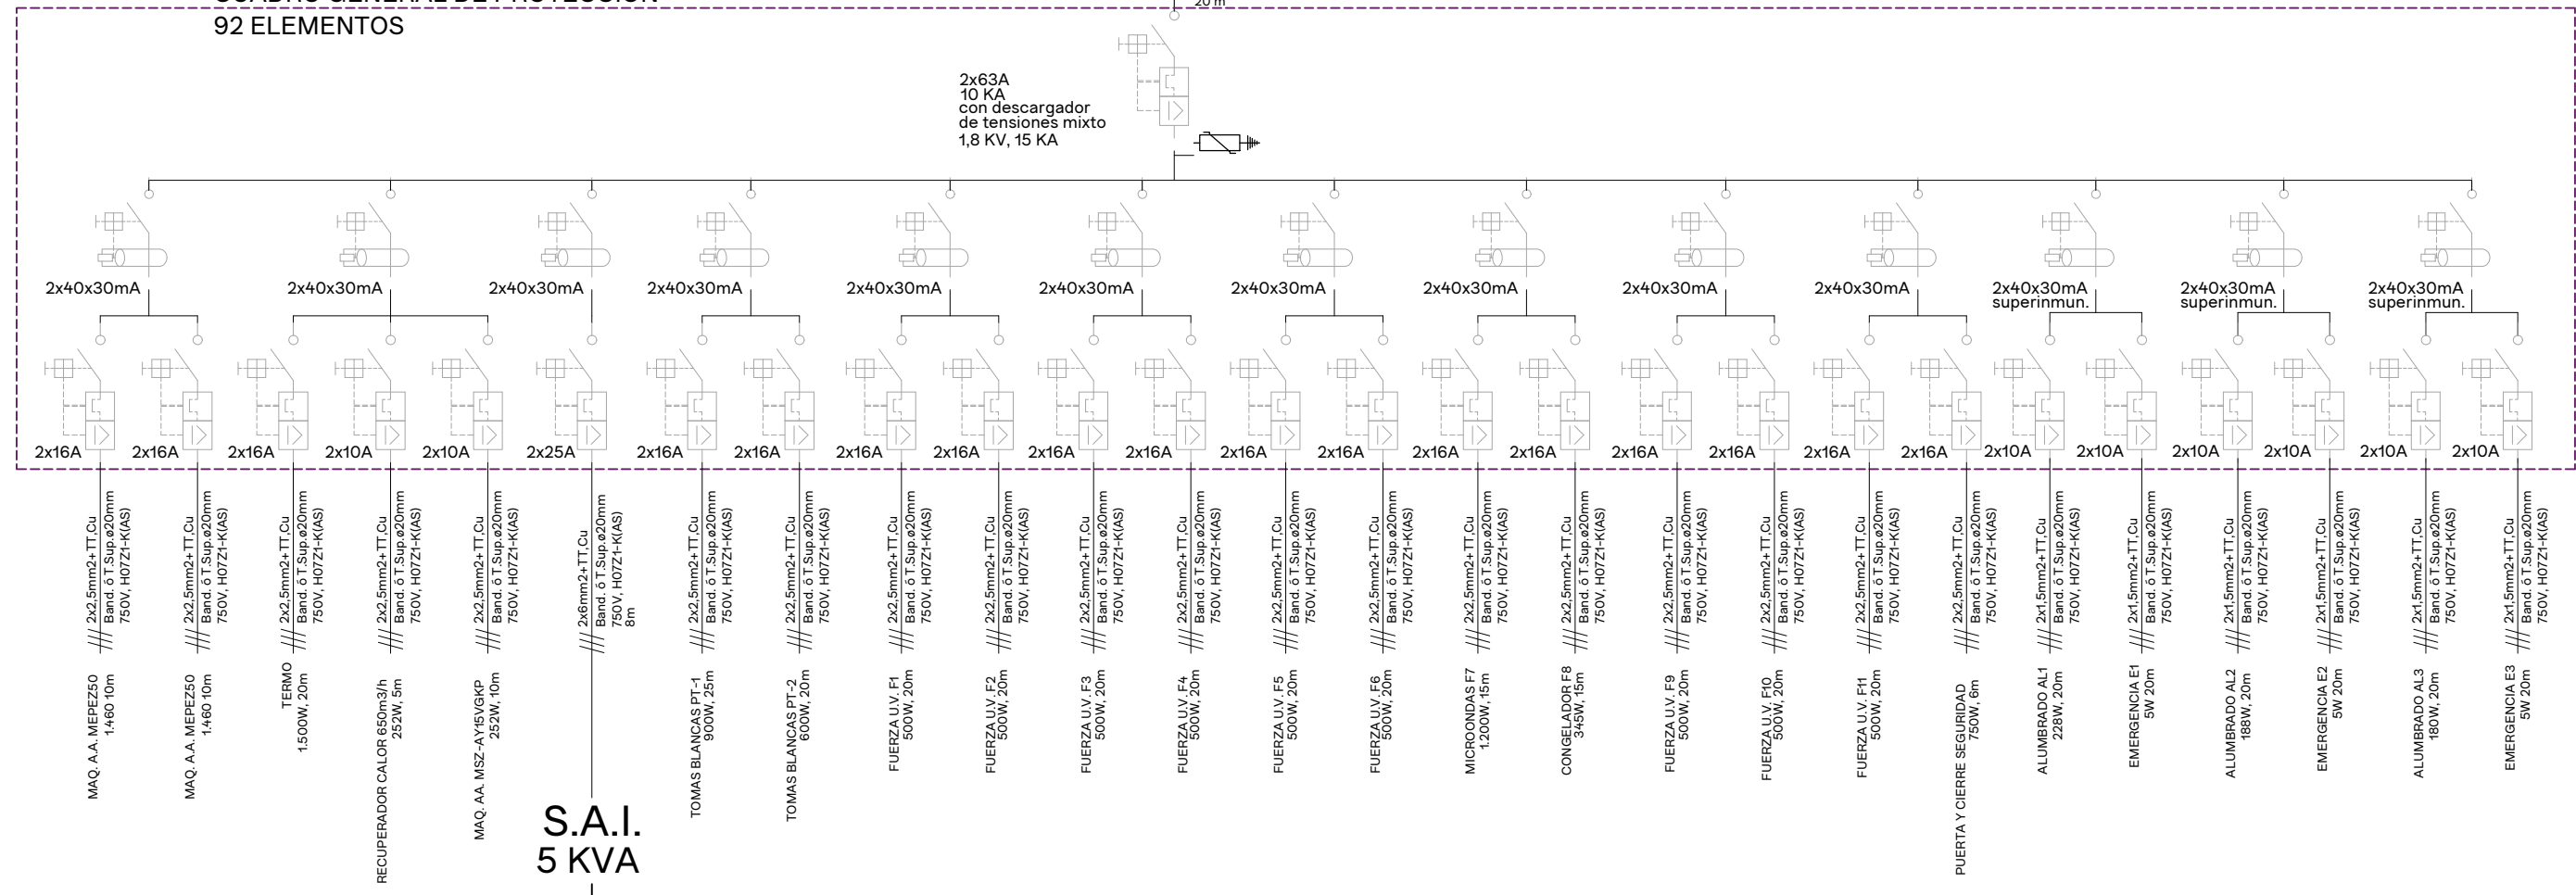 CUADRO GENERAL DE PROTECCION
92 ELEMENTOS
20 m
2x63A
10 KA
con descargador
de tensiones mixto
1,8 KV, 15 KA
2x40x30mA
2x40x30mA
2x40x30mA
2x40x30mA
2x40x30mA
2x40x30mA
2x40x30mA
2x40x30mA
2x40x30mA
2x40x30mA
2x40x30mA
superinmun.
2x40x30mA
superinmun.
2x40x30mA
superinmun.
2x16A
2x16A
2x16A
2x10A
2x10A
2x25A
2x16A
2x16A
2x16A
2x16A
2x16A
2x16A
2x16A
2x16A
2x16A
2x16A
2x16A
2x16A
2x16A
2x16A
2x10A
2x10A
2x10A
2x10A
2x10A
2x10A
2x2,5mm2+TT,Cu
Band. ó T.Sup.ø20mm
750V, H07Z1-K(AS)
MAQ. A.A. MEPEZ50
1.460 10m
2x2,5mm2+TT,Cu
Band. ó T.Sup.ø20mm
750V, H07Z1-K(AS)
MAQ. A.A. MEPEZ50
1.460 10m
2x2,5mm2+TT,Cu
Band. ó T.Sup.ø20mm
750V, H07Z1-K(AS)
TERMO
1.500W, 20m
2x2,5mm2+TT,Cu
Band. ó T.Sup.ø20mm
750V, H07Z1-K(AS)
RECUPERADOR CALOR 650m3/h
252W, 5m
2x2,5mm2+TT,Cu
Band. ó T.Sup.ø20mm
750V, H07Z1-K(AS)
MAQ. AA. MSZ-AY15VGKP
252W, 10m
2x6mm2+TT,Cu
Band. ó T.Sup.ø20mm
750V, H07Z1-K(AS)
8m
S.A.I.
5 KVA
2x2,5mm2+TT,Cu
Band. ó T.Sup.ø20mm
750V, H07Z1-K(AS)
TOMAS BLANCAS PT-1
900W, 25m
2x2,5mm2+TT,Cu
Band. ó T.Sup.ø20mm
750V, H07Z1-K(AS)
TOMAS BLANCAS PT-2
600W, 20m
2x2,5mm2+TT,Cu
Band. ó T.Sup.ø20mm
750V, H07Z1-K(AS)
FUERZA U.V. F1
500W, 20m
2x2,5mm2+TT,Cu
Band. ó T.Sup.ø20mm
750V, H07Z1-K(AS)
FUERZA U.V. F2
500W, 20m
2x2,5mm2+TT,Cu
Band. ó T.Sup.ø20mm
750V, H07Z1-K(AS)
FUERZA U.V. F3
500W, 20m
2x2,5mm2+TT,Cu
Band. ó T.Sup.ø20mm
750V, H07Z1-K(AS)
FUERZA U.V. F4
500W, 20m
2x2,5mm2+TT,Cu
Band. ó T.Sup.ø20mm
750V, H07Z1-K(AS)
FUERZA U.V. F5
500W, 20m
2x2,5mm2+TT,Cu
Band. ó T.Sup.ø20mm
750V, H07Z1-K(AS)
FUERZA U.V. F6
500W, 20m
2x2,5mm2+TT,Cu
Band. ó T.Sup.ø20mm
750V, H07Z1-K(AS)
MICROONDAS F7
1.200W, 15m
2x2,5mm2+TT,Cu
Band. ó T.Sup.ø20mm
750V, H07Z1-K(AS)
CONGELADOR F8
345W, 15m
2x2,5mm2+TT,Cu
Band. ó T.Sup.ø20mm
750V, H07Z1-K(AS)
FUERZA U.V. F9
500W, 20m
2x2,5mm2+TT,Cu
Band. ó T.Sup.ø20mm
750V, H07Z1-K(AS)
FUERZA U.V. F10
500W, 20m
2x2,5mm2+TT,Cu
Band. ó T.Sup.ø20mm
750V, H07Z1-K(AS)
FUERZA U.V. F11
500W, 20m
2x2,5mm2+TT,Cu
Band. ó T.Sup.ø20mm
750V, H07Z1-K(AS)
PUERTA Y CIERRE SEGURIDAD
750W, 6m
2x1,5mm2+TT,Cu
Band. ó T.Sup.ø20mm
750V, H07Z1-K(AS)
ALUMBRADO AL1
228W, 20m
2x1,5mm2+TT,Cu
Band. ó T.Sup.ø20mm
750V, H07Z1-K(AS)
EMERGENCIA E1
5W 20m
2x1,5mm2+TT,Cu
Band. ó T.Sup.ø20mm
750V, H07Z1-K(AS)
ALUMBRADO AL2
188W, 20m
2x1,5mm2+TT,Cu
Band. ó T.Sup.ø20mm
750V, H07Z1-K(AS)
EMERGENCIA E2
5W 20m
2x1,5mm2+TT,Cu
Band. ó T.Sup.ø20mm
750V, H07Z1-K(AS)
ALUMBRADO AL3
180W, 20m
2x1,5mm2+TT,Cu
Band. ó T.Sup.ø20mm
750V, H07Z1-K(AS)
EMERGENCIA E3
5W 20m